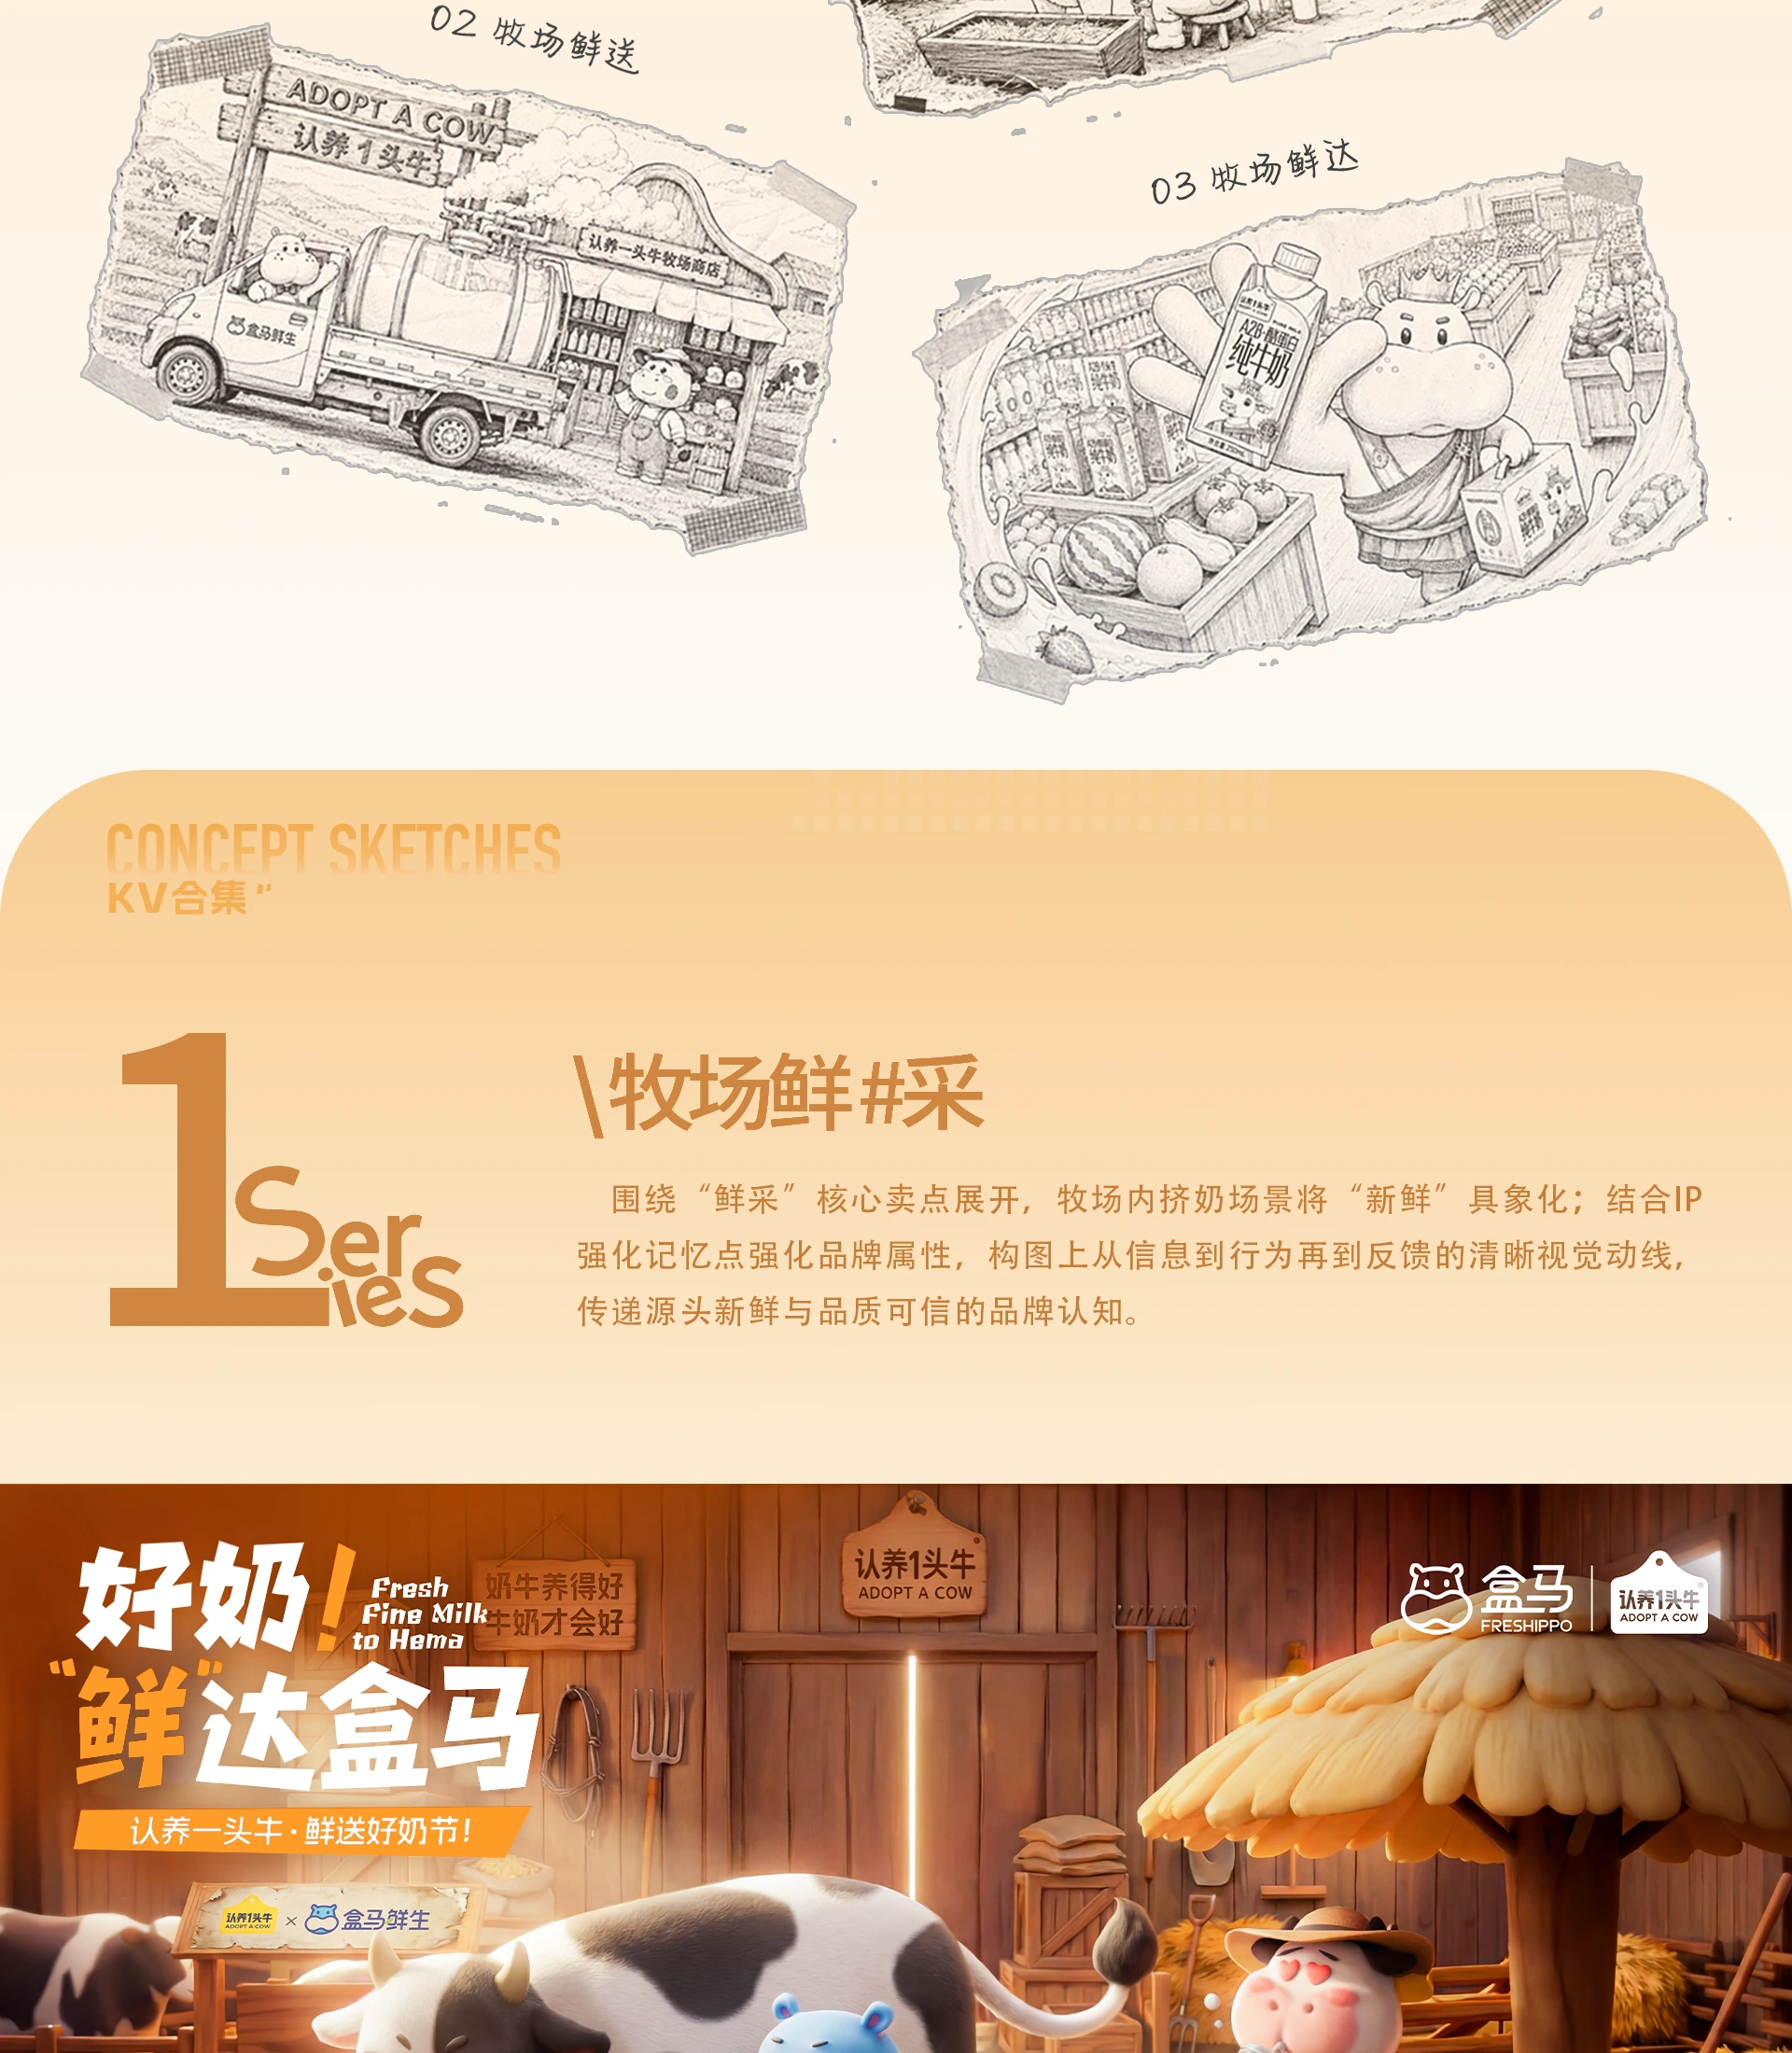 02 牧场鲜送
ADOPT A COW
认养1头牛
认养一头牛牧场商店
盒马鲜生
03 牧场鲜达
认养1头牛
A2β-酪蛋白
纯牛奶
CONCEPT SKETCHES
KV合集"
1 Series
\牧场鲜#采
围绕“鲜采”核心卖点展开，牧场内挤奶场景将“新鲜”具象化；结合IP
强化记忆点强化品牌属性，构图上从信息到行为再到反馈的清晰视觉动线，
传递源头新鲜与品质可信的品牌认知。
好奶！
Fresh
Fine Milk
to Hema
“鲜”达盒马
认养一头牛·鲜送好奶节！
奶牛养得好
牛奶才会好
认养1头牛
ADOPT A COW
盒马
FRESHIPPO
认养1头牛
ADOPT A COW
认养1头牛
ADOPT A COW
×
盒马鲜生